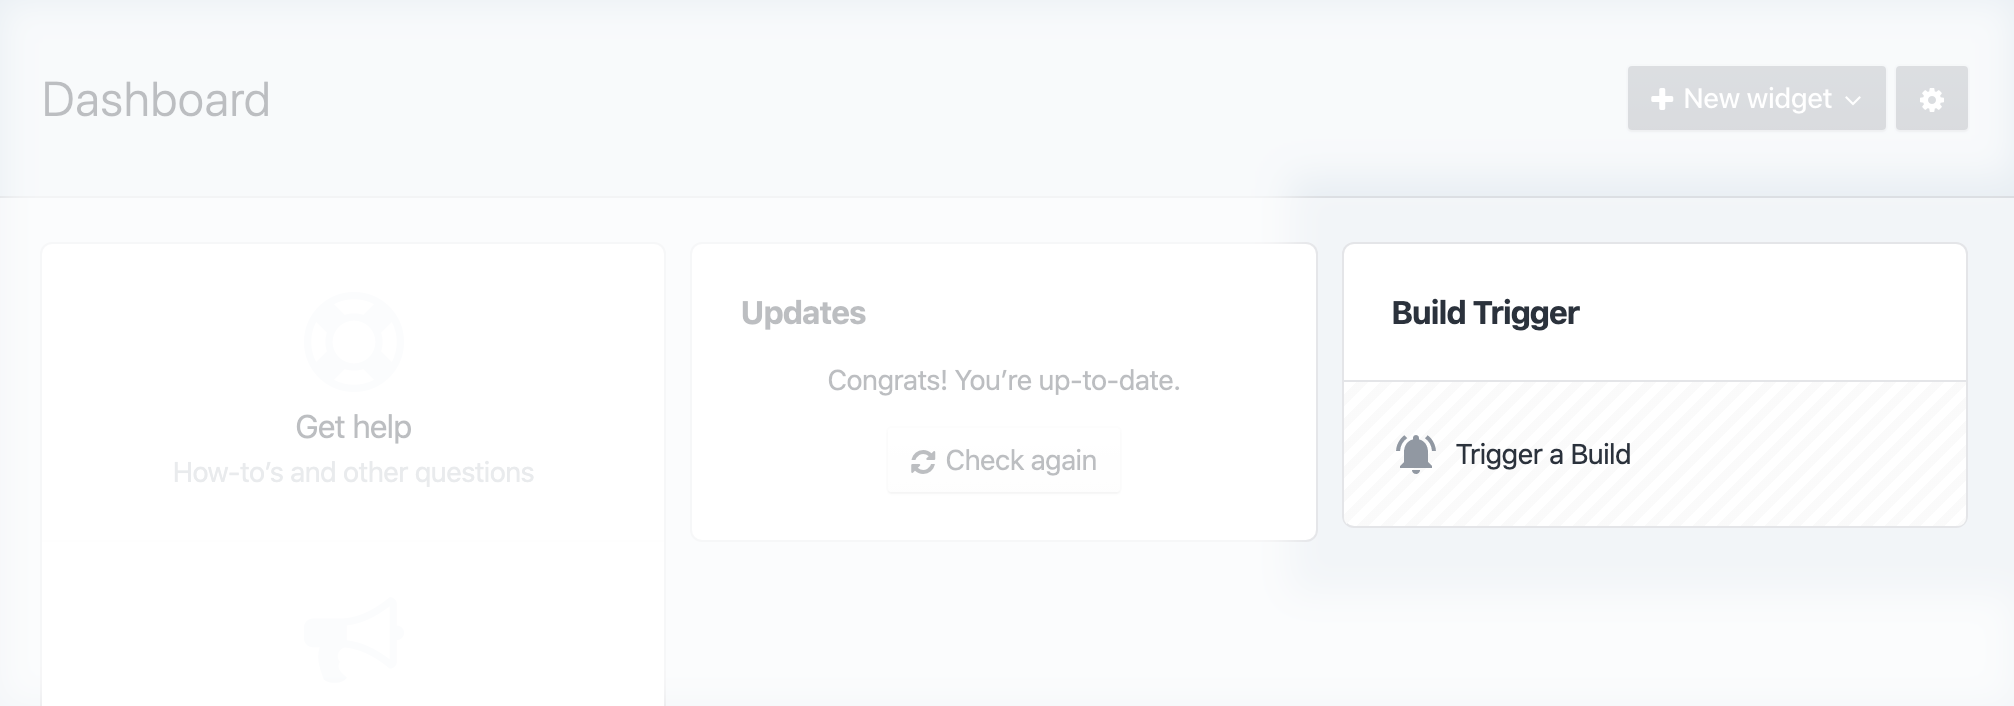 Dashboard
New widget
Get help
How-to’s and other questions
Updates
Congrats! You’re up-to-date.
Check again
Build Trigger
Trigger a Build